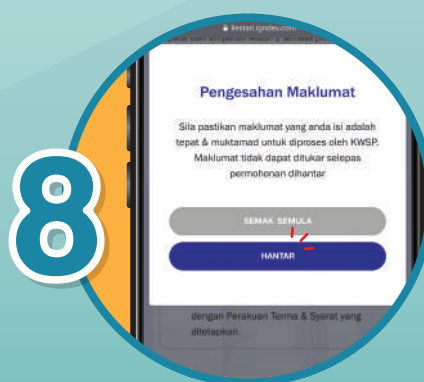 8
Pengesahan Maklumat
Sila pastikan maklumat yang anda isi adalah
tepat & muktamad untuk diproses oleh KWSP.
Maklumat tidak dapat ditukar selepas
permohonan dihantar
SEMAK SEMULA
HANTAR
dengan Perakuan Terma & Syarat yang
ditetapkan.